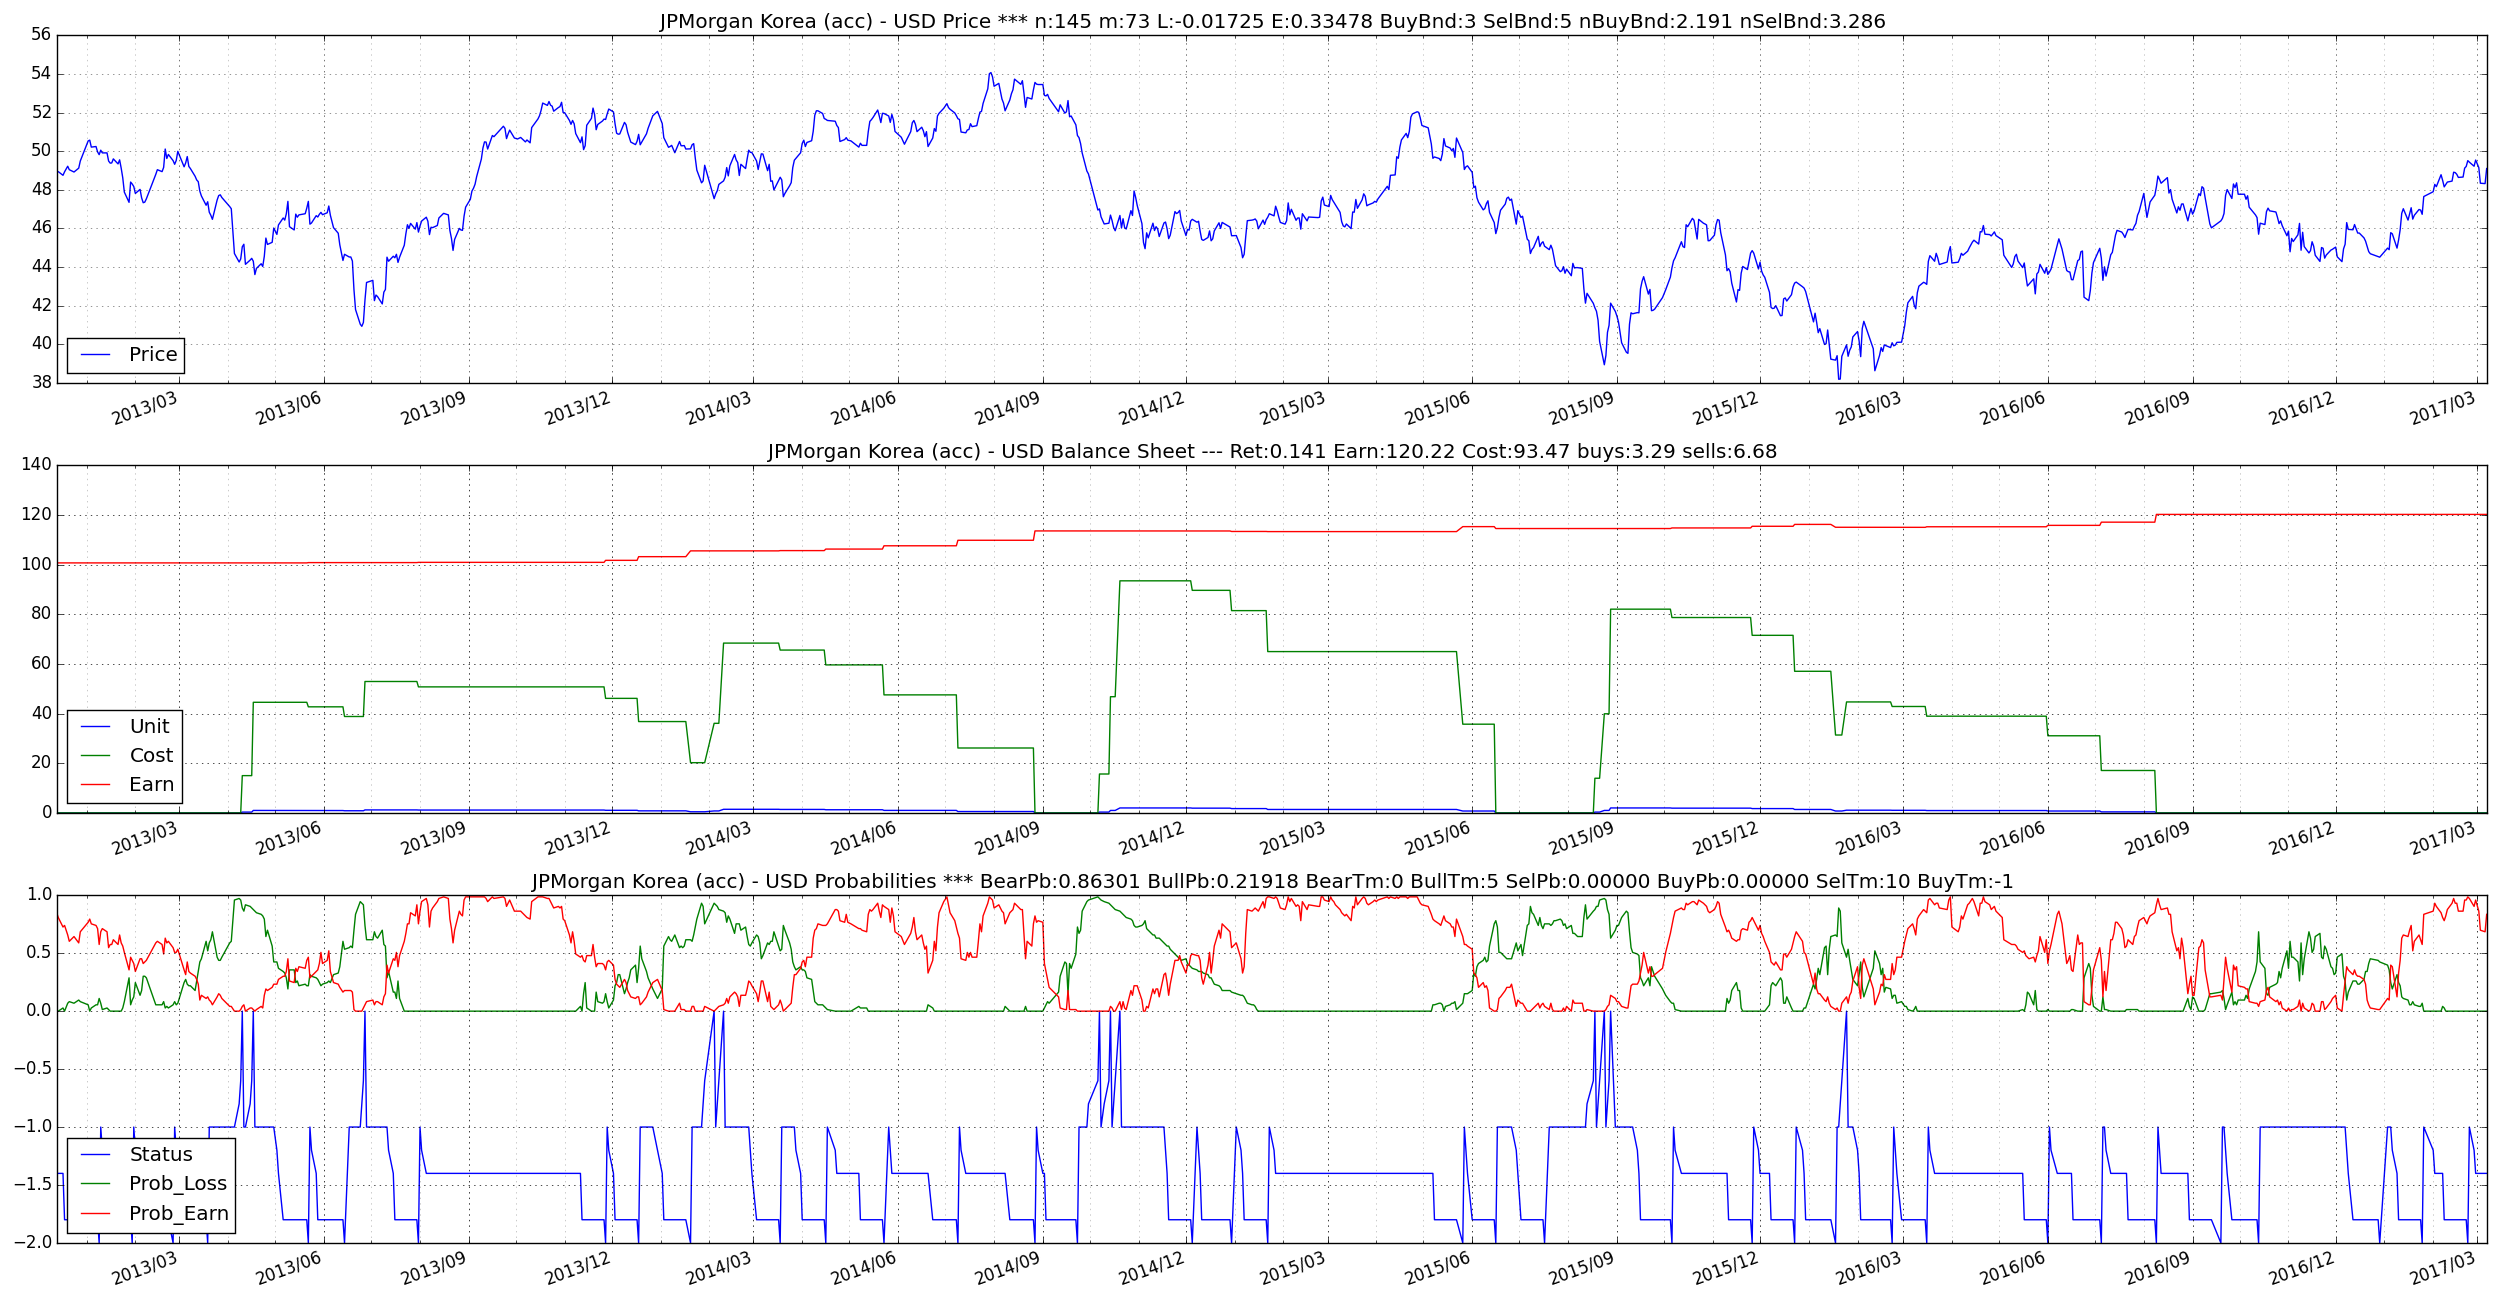 JPMorgan Korea (acc) - USD Price *** n:145 m:73 L:-0.01725 E:0.33478 BuyBnd:3 SelBnd:5 nBuyBnd:2.191 nSelBnd:3.286
56
54
52
50
48
46
44
42
40
38
Price
2013/03 2013/06 2013/09 2013/12 2014/03 2014/06 2014/09 2014/12 2015/03 2015/06 2015/09 2015/12 2016/03 2016/06 2016/09 2016/12 2017/03
JPMorgan Korea (acc) - USD Balance Sheet --- Ret:0.141 Earn:120.22 Cost:93.47 buys:3.29 sells:6.68
140
120
100
80
60
40
20
0
Unit
Cost
Earn
2013/03 2013/06 2013/09 2013/12 2014/03 2014/06 2014/09 2014/12 2015/03 2015/06 2015/09 2015/12 2016/03 2016/06 2016/09 2016/12 2017/03
JPMorgan Korea (acc) - USD Probabilities *** BearPb:0.86301 BullPb:0.21918 BearTm:0 BullTm:5 SelPb:0.00000 BuyPb:0.00000 SelTm:10 BuyTm:-1
1.0
0.5
0.0
−0.5
−1.0
−1.5
−2.0
Status
Prob_Loss
Prob_Earn
2013/03 2013/06 2013/09 2013/12 2014/03 2014/06 2014/09 2014/12 2015/03 2015/06 2015/09 2015/12 2016/03 2016/06 2016/09 2016/12 2017/03